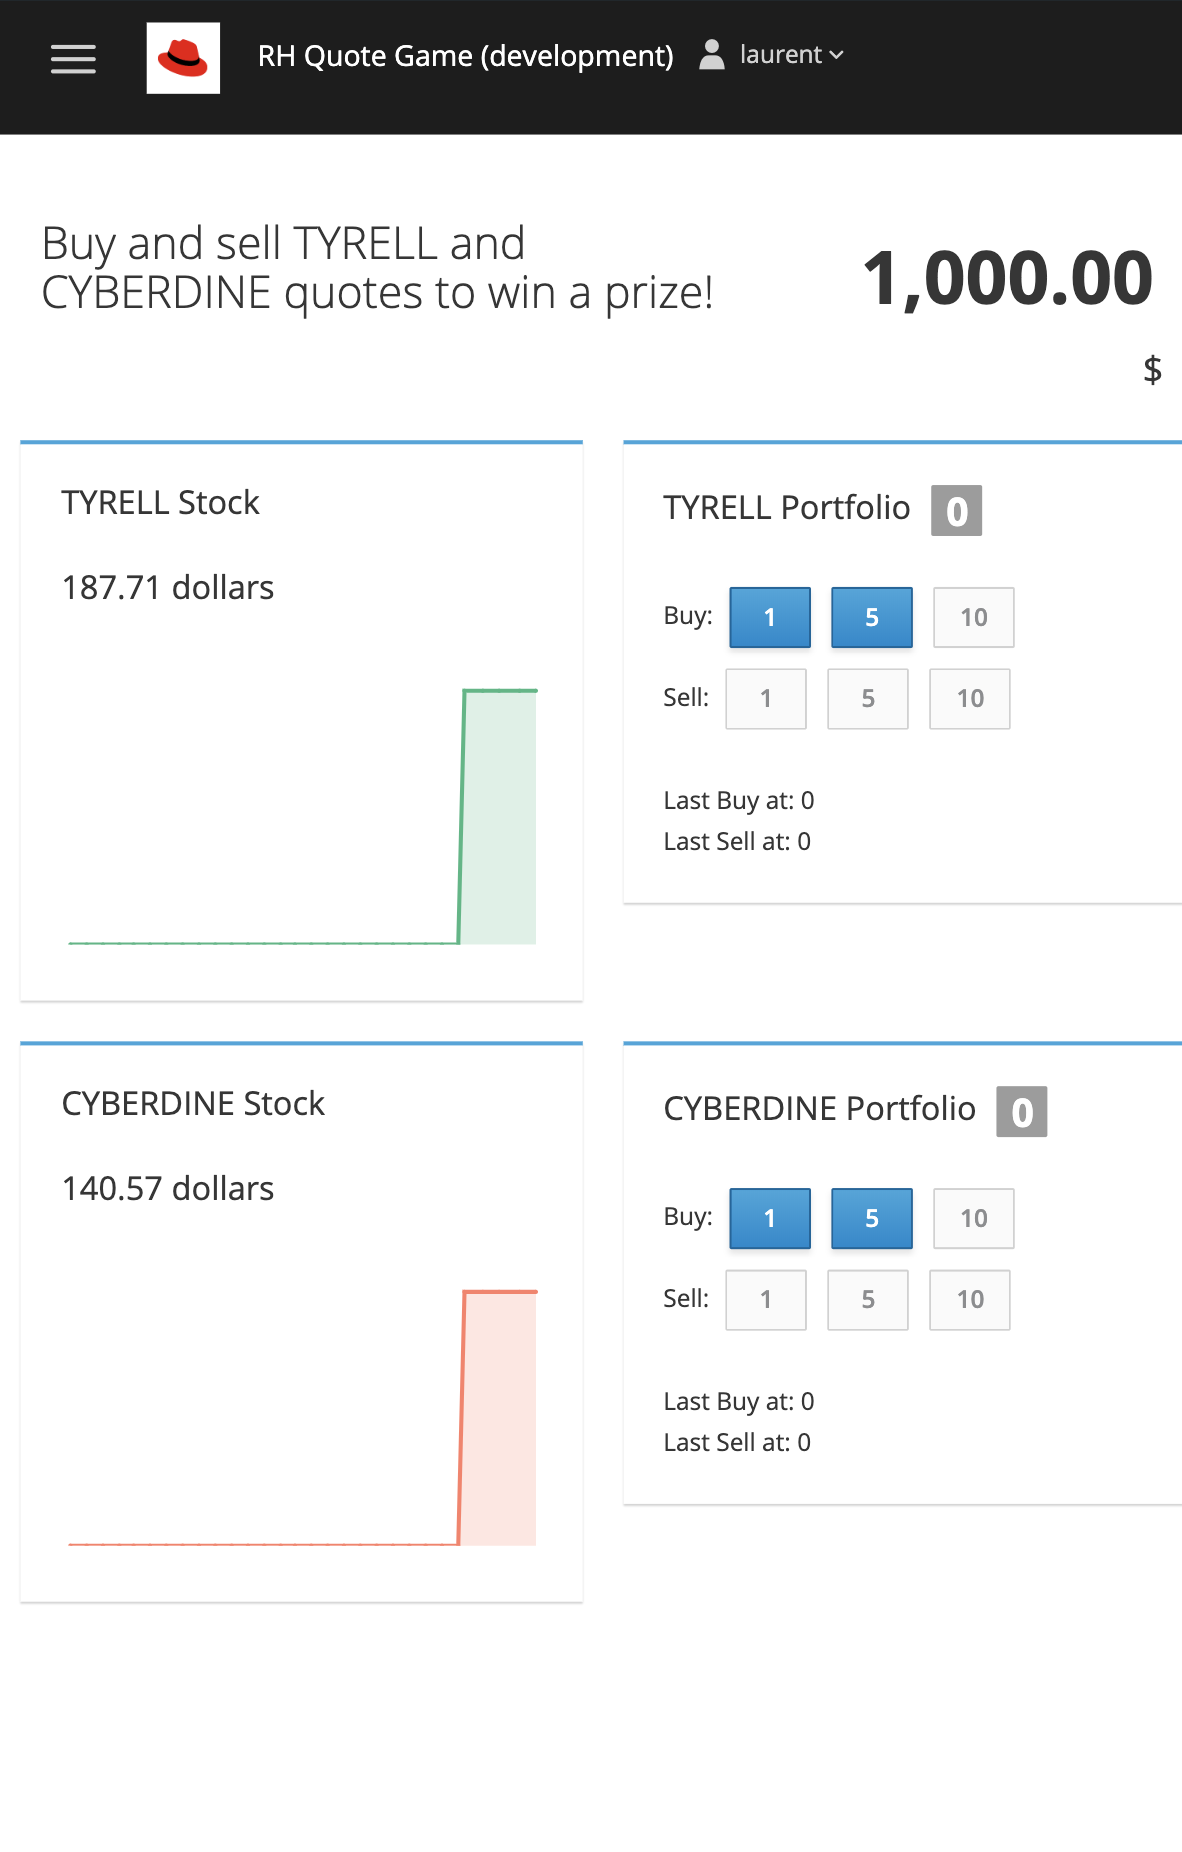 RH Quote Game (development) laurent
Buy and sell TYRELL and
CYBERDINE quotes to win a prize!
1,000.00
$
TYRELL Stock
187.71 dollars
TYRELL Portfolio 0
Buy: 1 5 10
Sell: 1 5 10
Last Buy at: 0
Last Sell at: 0
CYBERDINE Stock
140.57 dollars
CYBERDINE Portfolio 0
Buy: 1 5 10
Sell: 1 5 10
Last Buy at: 0
Last Sell at: 0